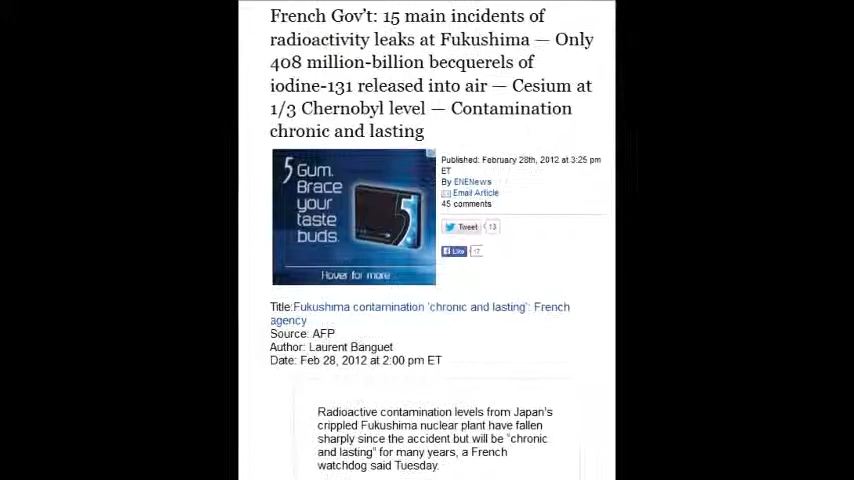 French Gov't: 15 main incidents of
radioactivity leaks at Fukushima — Only
408 million-billion becquerels of
iodine-131 released into air — Cesium at
1/3 Chernobyl level — Contamination
chronic and lasting
5 Gum.
Brace
your
taste
buds.
5
Hover for more
Published: February 28th, 2012 at 3:25 pm
ET
By ENENews
Email Article
45 comments
Tweet 13
Like 17
Title:Fukushima contamination 'chronic and lasting': French
agency
Source: AFP
Author: Laurent Banguet
Date: Feb 28, 2012 at 2:00 pm ET
Radioactive contamination levels from Japan's
crippled Fukushima nuclear plant have fallen
sharply since the accident but will be "chronic
and lasting" for many years, a French
watchdog said Tuesday.